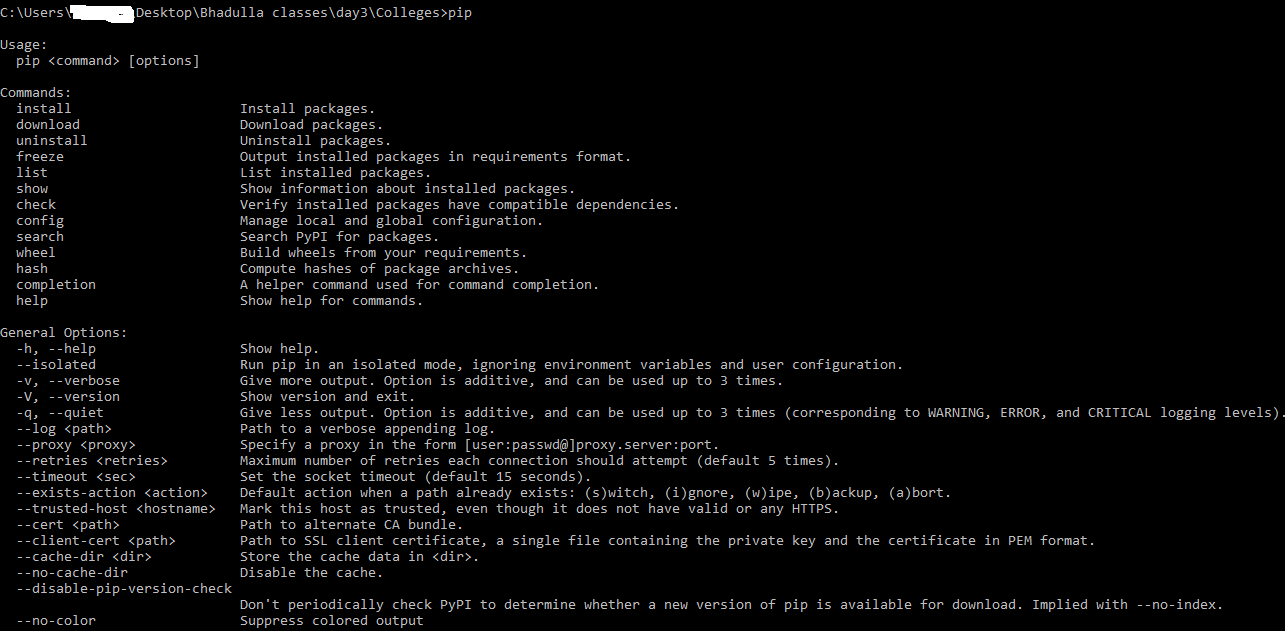 C:\Users\ Desktop\Bhadulla classes\day3\Colleges>pip
Usage:
pip <command> [options]
Commands:
install Install packages.
download Download packages.
uninstall Uninstall packages.
freeze Output installed packages in requirements format.
list List installed packages.
show Show information about installed packages.
check Verify installed packages have compatible dependencies.
config Manage local and global configuration.
search Search PyPI for packages.
wheel Build wheels from your requirements.
hash Compute hashes of package archives.
completion A helper command used for command completion.
help Show help for commands.
General Options:
-h, --help Show help.
--isolated Run pip in an isolated mode, ignoring environment variables and user configuration.
-v, --verbose Give more output. Option is additive, and can be used up to 3 times.
-V, --version Show version and exit.
-q, --quiet Give less output. Option is additive, and can be used up to 3 times (corresponding to WARNING, ERROR, and CRITICAL logging levels).
--log <path> Path to a verbose appending log.
--proxy <proxy> Specify a proxy in the form [user:passwd@]proxy.server:port.
--retries <retries> Maximum number of retries each connection should attempt (default 5 times).
--timeout <sec> Set the socket timeout (default 15 seconds).
--exists-action <action> Default action when a path already exists: (s)witch, (i)gnore, (w)ipe, (b)ackup, (a)bort.
--trusted-host <hostname> Mark this host as trusted, even though it does not have valid or any HTTPS.
--cert <path> Path to alternate CA bundle.
--client-cert <path> Path to SSL client certificate, a single file containing the private key and the certificate in PEM format.
--cache-dir <dir> Store the cache data in <dir>.
--no-cache-dir Disable the cache.
--disable-pip-version-check
Don't periodically check PyPI to determine whether a new version of pip is available for download. Implied with --no-index.
--no-color Suppress colored output